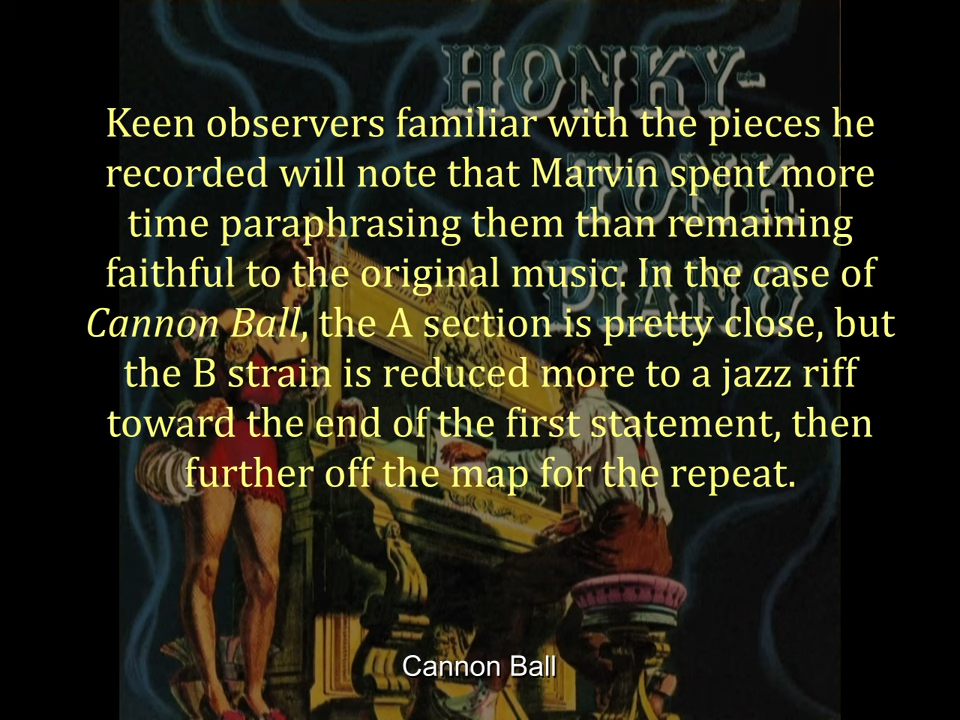 HONKY-
TONK
PIANO
Keen observers familiar with the pieces he
recorded will note that Marvin spent more
time paraphrasing them than remaining
faithful to the original music. In the case of
Cannon Ball, the A section is pretty close, but
the B strain is reduced more to a jazz riff
toward the end of the first statement, then
further off the map for the repeat.
Cannon Ball